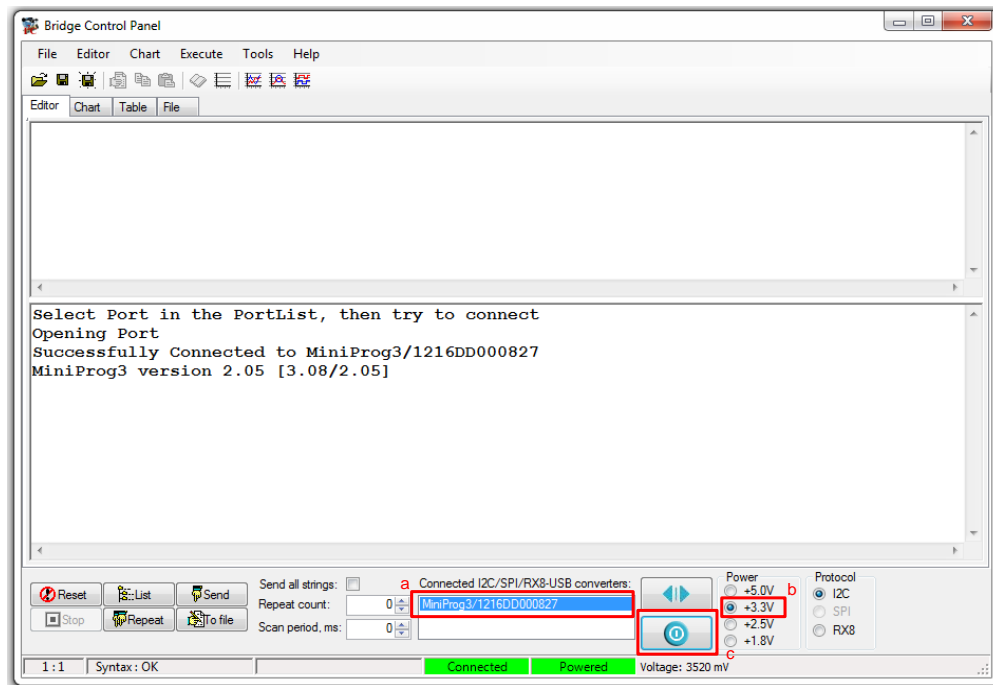 Bridge Control Panel
File Editor Chart Execute Tools Help
Editor Chart Table File
Select Port in the PortList, then try to connect
Opening Port
Successfully Connected to MiniProg3/1216DD000827
MiniProg3 version 2.05 [3.08/2.05]
Reset List Send
Stop Repeat To file
Send all strings:
Repeat count: 0
Scan period, ms: 0
a Connected I2C/SPI/RX8-USB converters:
MiniProg3/1216DD000827
Power
+5.0V b
+3.3V
+2.5V
+1.8V
c
Protocol
I2C
SPI
RX8
1:1 Syntax : OK Connected Powered Voltage: 3520 mV